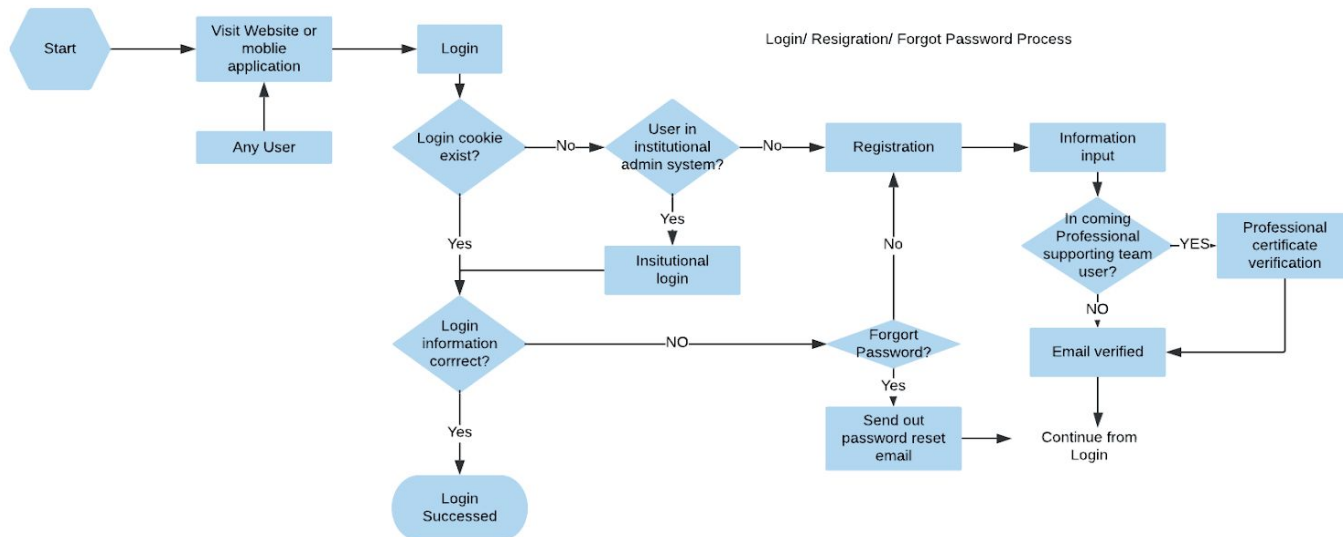 Start
Visit Website or
moblie
application
Login
Login/ Resigration/ Forgot Password Process
Any User
Login cookie
exist?
No
User in
institutional
admin system?
No
Registration
Information
input
Yes
Yes
Insitutional
login
No
In coming
Professional
supporting team
user?
YES
Professional
certificate
verification
NO
Login
information
corrrect?
NO
Forgort
Password?
Email verified
Yes
Yes
Send out
password reset
email
Continue from
Login
Login
Successed